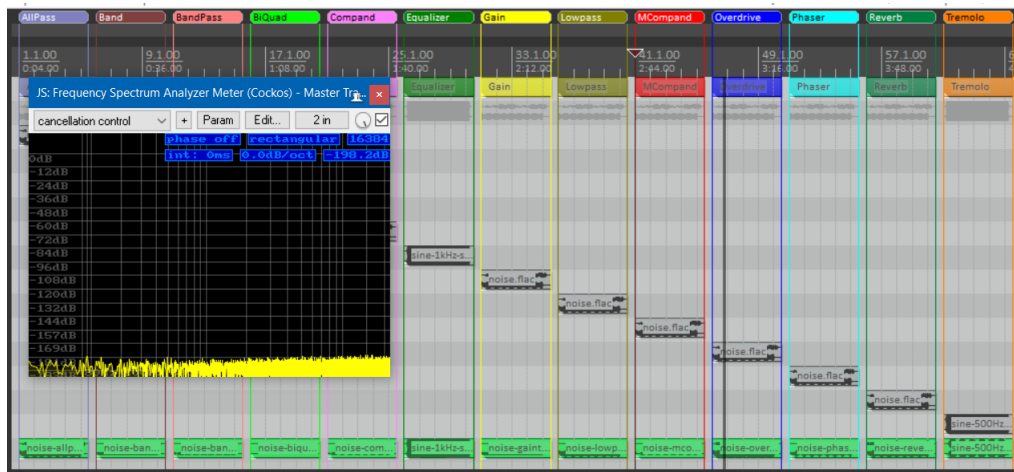 AllPass Band BandPass BiQuad Compand Equalizer Gain Lowpass MCompand Overdrive Phaser Reverb Tremolo
1.1.00 9.1.00 17.1.00 25.1.00 33.1.00 41.1.00 49.1.00 57.1.00
0:04.00 0:36.00 1:08.00 1:40.00 2:12.00 2:44.00 3:16.00 3:48.00
Equalizer Gain Lowpass MCompand Overdrive Phaser Reverb Tremolo
JS: Frequency Spectrum Analyzer Meter (Cockos) - Master Tra...
cancellation control + Param Edit... 2 in
phase off rectangular 16384
int: 0ms 0.0dB/oct -198.2dB
0dB
-12dB
-24dB
-36dB
-48dB
-60dB
-72dB
-84dB
-96dB
-108dB
-120dB
-132dB
-144dB
-157dB
-169dB
sine-1kHz-s...
noise.flac
noise.flac
noise.flac
noise.flac
noise.flac
noise.flac
sine-500Hz...
noise-allp... noise-ban... noise-ban... noise-biqu... noise-com... sine-1kHz-s... noise-gaint... noise-lowp... noise-mco... noise-over... noise-phas... noise-reve... sine-500Hz...